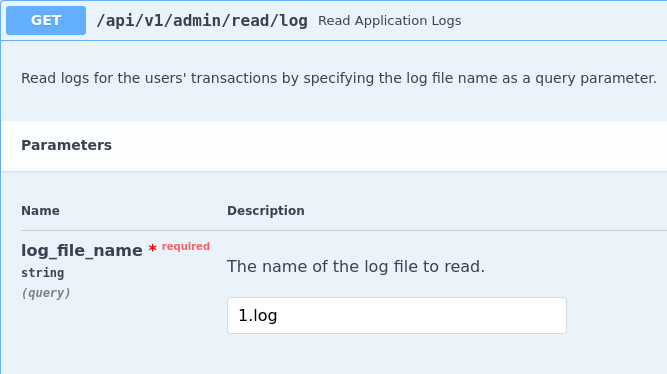 GET /api/v1/admin/read/log Read Application Logs
Read logs for the users' transactions by specifying the log file name as a query parameter.
Parameters
Name Description
log_file_name * required
string
(query)
The name of the log file to read.
1.log